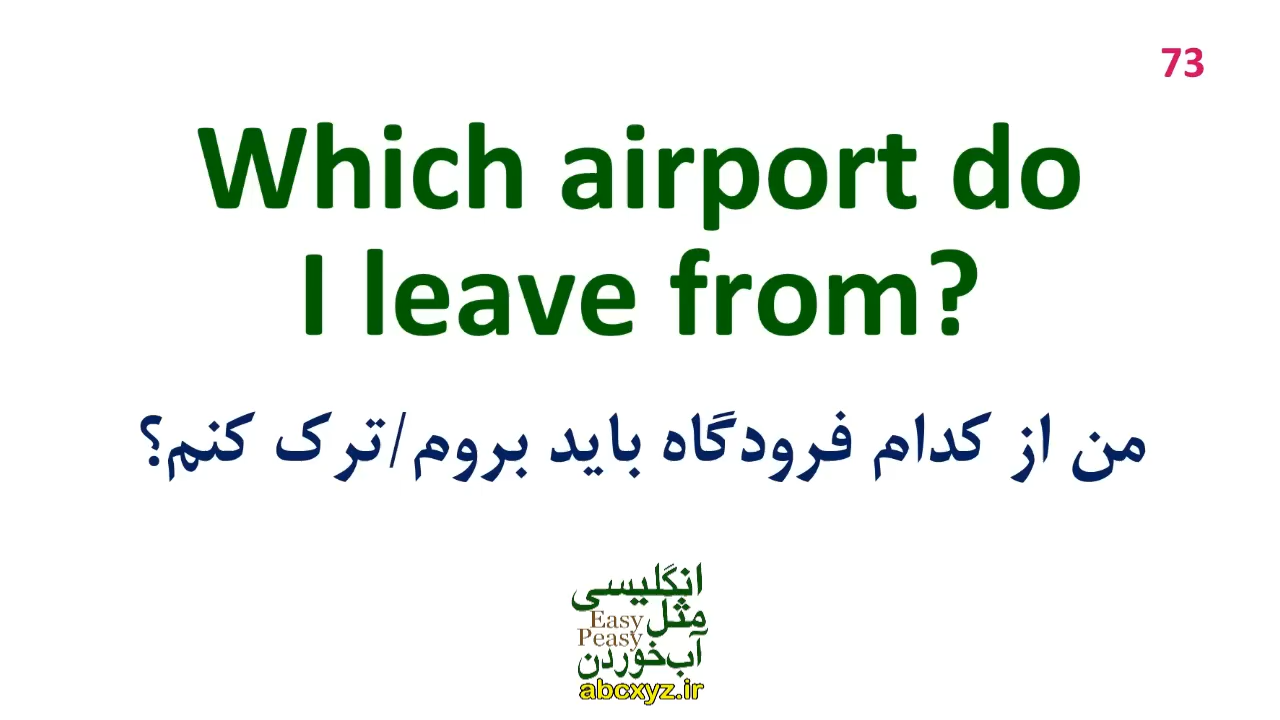 73
Which airport do
I leave from?
من از کدام فرودگاه باید بروم/ترک کنم؟
انگلیسی
مثل
Easy
Peasy
آب‌خوردن
abcxyz.ir